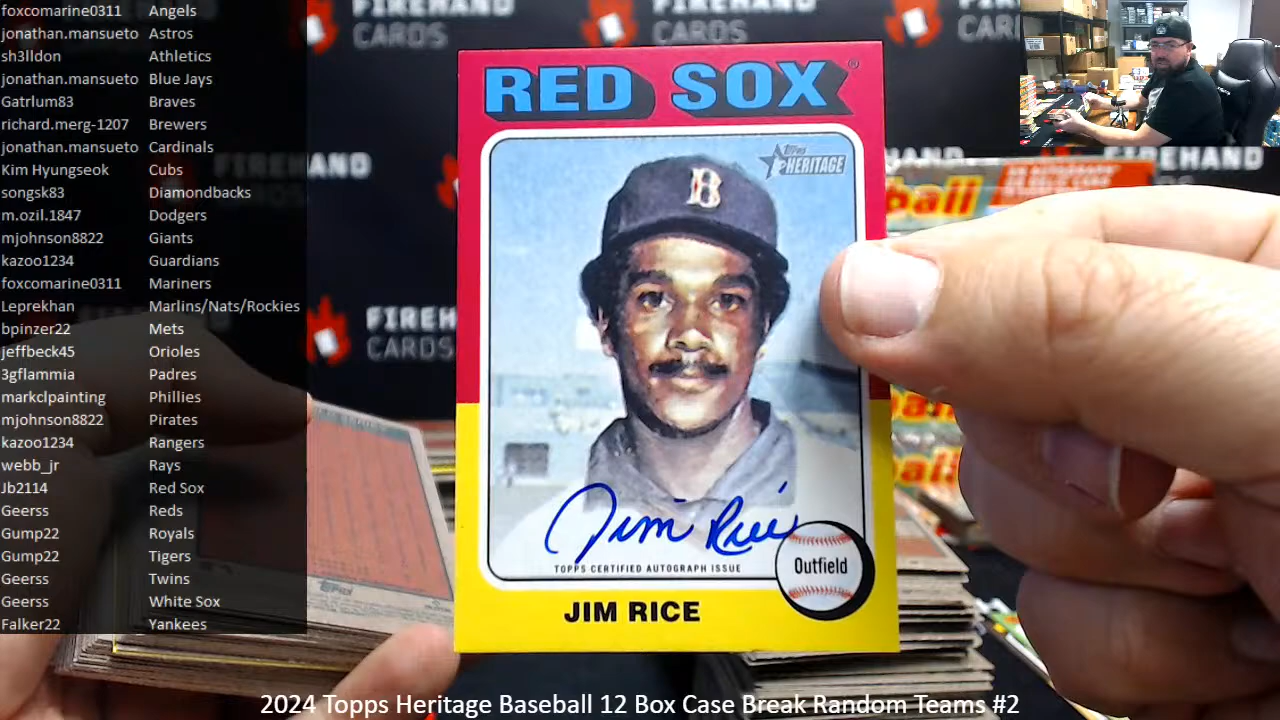 foxcomarine0311 Angels
jonathan.mansueto Astros
sh3lldon Athletics
jonathan.mansueto Blue Jays
Gatrlum83 Braves
richard.merg-1207 Brewers
jonathan.mansueto Cardinals
Kim Hyungseok Cubs
songsk83 Diamondbacks
m.ozil.1847 Dodgers
mjohnson8822 Giants
kazoo1234 Guardians
foxcomarine0311 Mariners
Leprekhan Marlins/Nats/Rockies
bpinzer22 Mets
jeffbeck45 Orioles
3gflammia Padres
markclpainting Phillies
mjohnson8822 Pirates
kazoo1234 Rangers
webb_jr Rays
Jb2114 Red Sox
Geerss Reds
Gump22 Royals
Gump22 Tigers
Geerss Twins
Geerss White Sox
Falker22 Yankees
FIREHAND
CARDS
FIREHAND
CARDS
RED SOX®
Topps
HERITAGE
B
Jim Rice
TOPPS CERTIFIED AUTOGRAPH ISSUE
Outfield
JIM RICE
2024 Topps Heritage Baseball 12 Box Case Break Random Teams #2